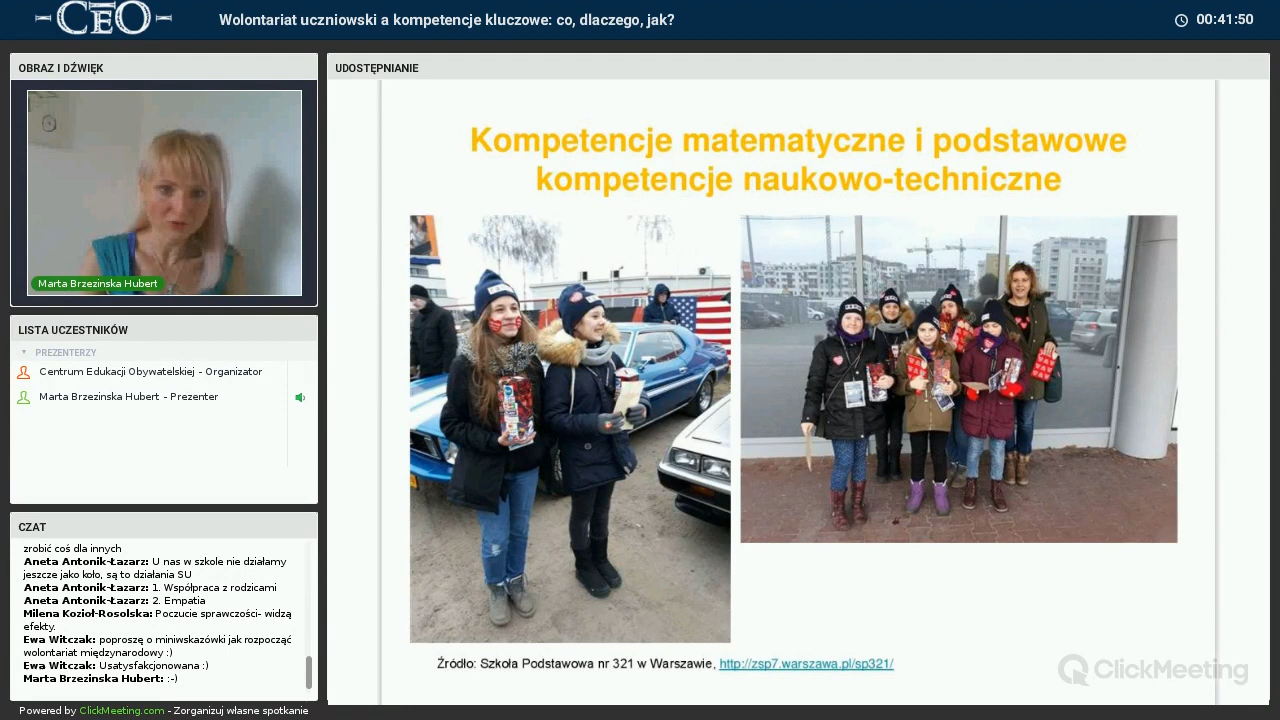 CEO
Wolontariat uczniowski a kompetencje kluczowe: co, dlaczego, jak?
00:41:50
OBRAZ I DŹWIĘK
Marta Brzezinska Hubert
LISTA UCZESTNIKÓW
PREZENTERZY
Centrum Edukacji Obywatelskiej - Organizator
Marta Brzezinska Hubert - Prezenter
CZAT
zrobić coś dla innych
Aneta Antonik-Łazarz: U nas w szkole nie działamy
jeszcze jako koło, są to działania SU
Aneta Antonik-Łazarz: 1. Współpraca z rodzicami
Aneta Antonik-Łazarz: 2. Empatia
Milena Kozioł-Rosolska: Poczucie sprawczości- widzą
efekty.
Ewa Witczak: poproszę o miniwskazówki jak rozpocząć
wolontariat międzynarodowy :)
Ewa Witczak: Usatysfakcjonowana :)
Marta Brzezinska Hubert: :-)
Powered by ClickMeeting.com - Zorganizuj własne spotkanie
UDOSTĘPNIANIE
Kompetencje matematyczne i podstawowe
kompetencje naukowo-techniczne
Źródło: Szkoła Podstawowa nr 321 w Warszawie, http://zsp7.warszawa.pl/sp321/
ClickMeeting